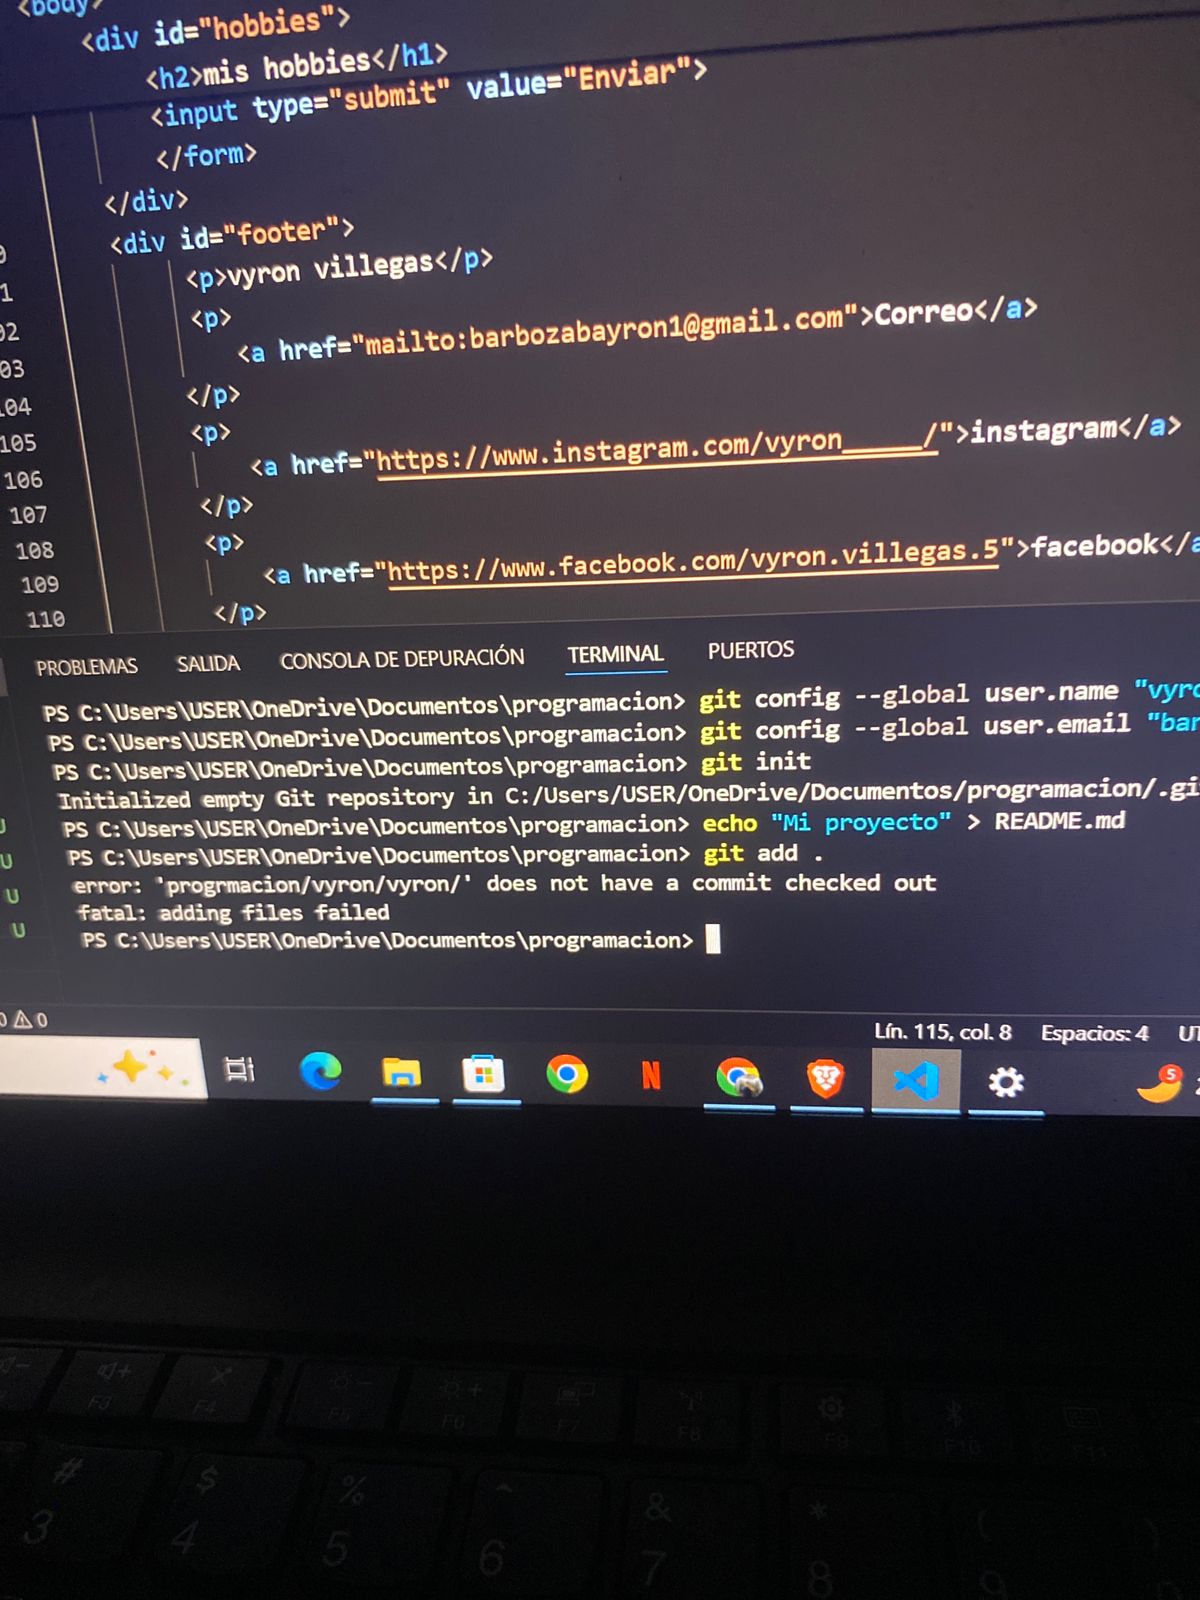 <body>
<div id="hobbies">
<h2>mis hobbies</h1>
<input type="submit" value="Enviar">
</form>
</div>
<div id="footer">
<p>vyron villegas</p>
<p>
02
<a href="mailto:barbozabayron1@gmail.com">Correo</a>
03
</p>
104
<p>
105
<a href="https://www.instagram.com/vyron_____/">instagram</a>
106
</p>
107
<p>
108
<a href="https://www.facebook.com/vyron.villegas.5">facebook</a
109
</p>
110
PROBLEMAS SALIDA CONSOLA DE DEPURACIÓN TERMINAL PUERTOS
PS C:\Users\USER\OneDrive\Documentos\programacion> git config --global user.name "vyro
PS C:\Users\USER\OneDrive\Documentos\programacion> git config --global user.email "bar
PS C:\Users\USER\OneDrive\Documentos\programacion> git init
Initialized empty Git repository in C:/Users/USER/OneDrive/Documentos/programacion/.gi
PS C:\Users\USER\OneDrive\Documentos\programacion> echo "Mi proyecto" > README.md
PS C:\Users\USER\OneDrive\Documentos\programacion> git add .
error: 'progrmacion/vyron/vyron/' does not have a commit checked out
fatal: adding files failed
PS C:\Users\USER\OneDrive\Documentos\programacion>
U
U
U
0
Lín. 115, col. 8 Espacios: 4 UT
N
5
F3 F4 F5 F6 F7 F8 F9 F10 F11
# $ % ^ & * (
3 4 5 6 7 8 9